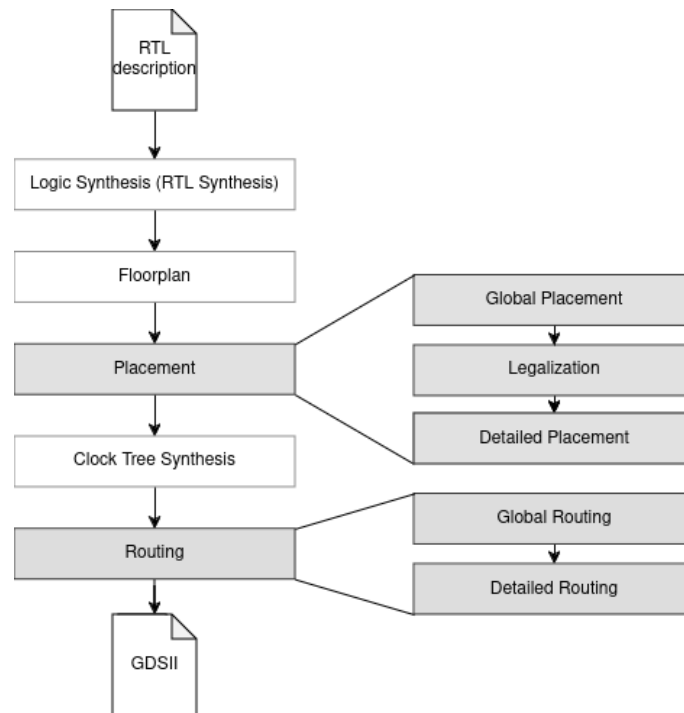 RTL
description
Logic Synthesis (RTL Synthesis)
Floorplan
Placement
Clock Tree Synthesis
Routing
GDSII
Global Placement
Legalization
Detailed Placement
Global Routing
Detailed Routing